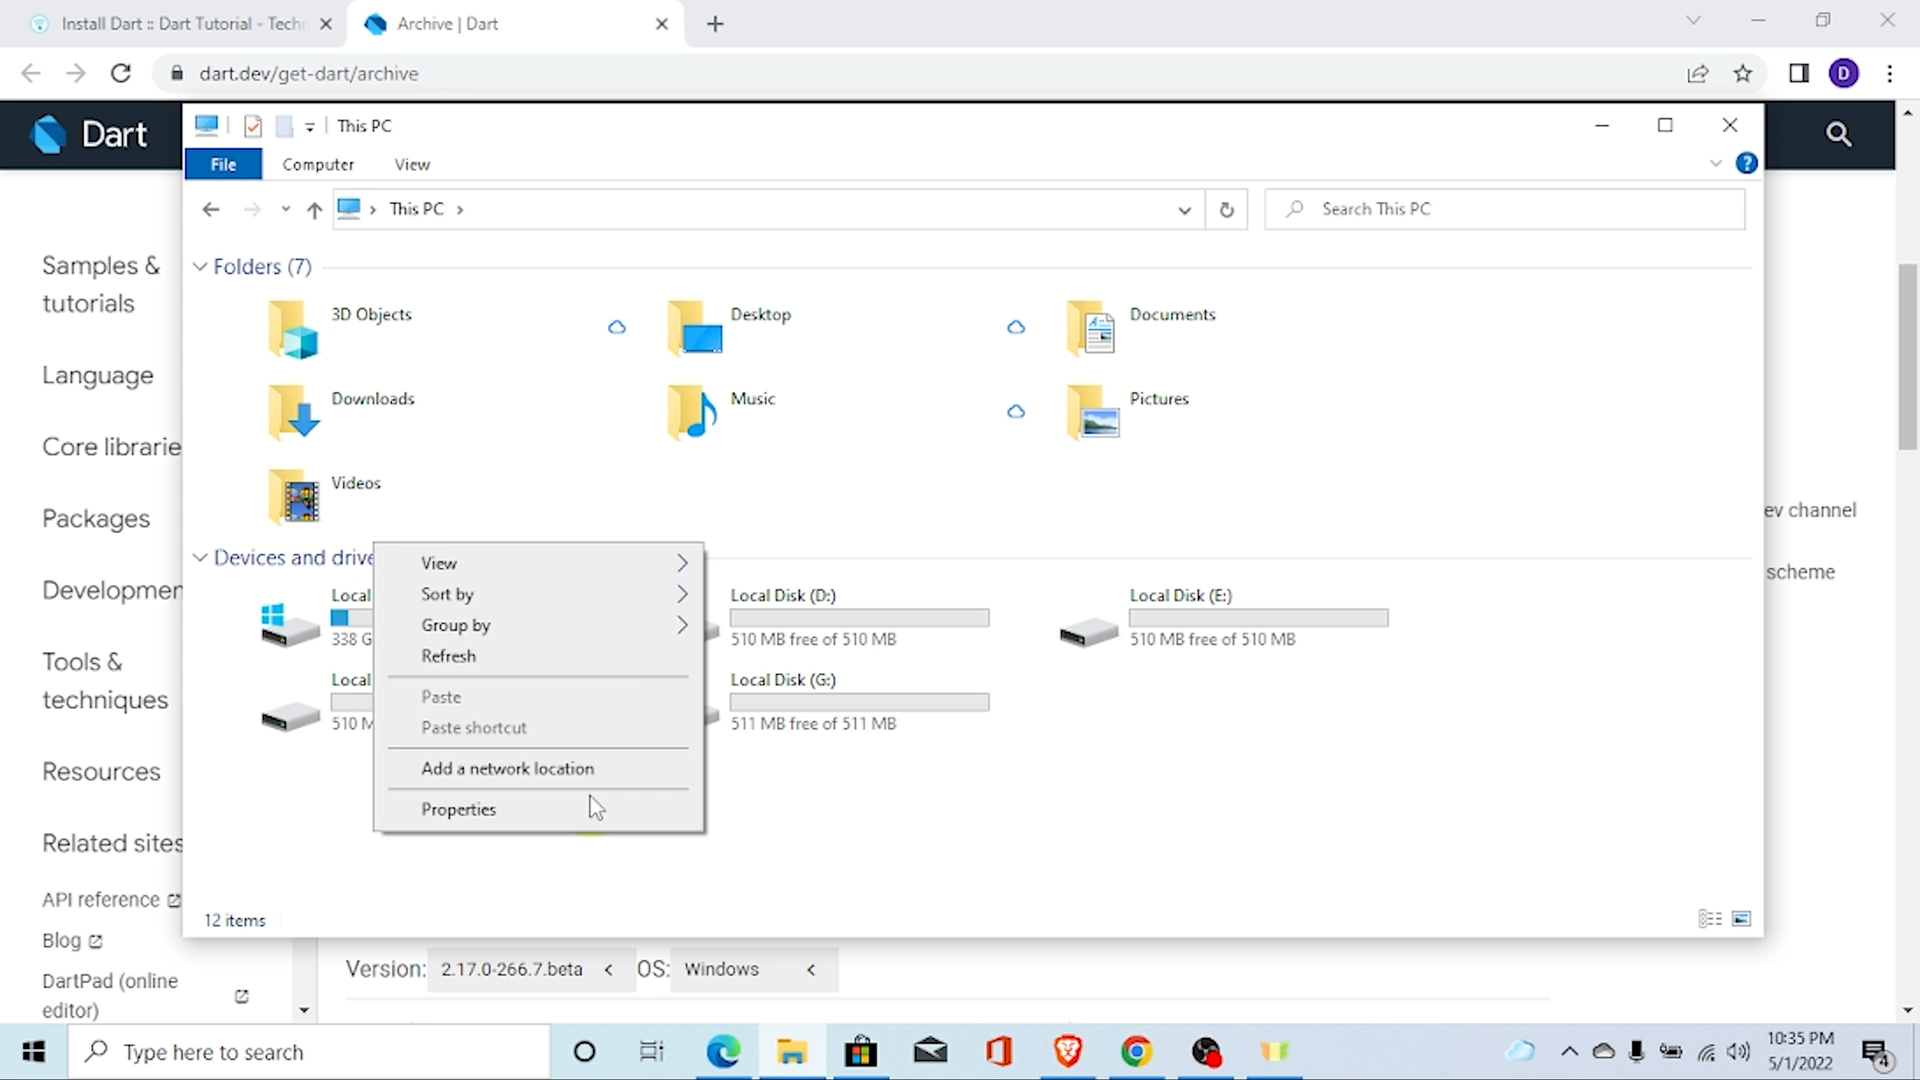 Install Dart :: Dart Tutorial - Techn
Archive | Dart
dart.dev/get-dart/archive
D
Dart
This PC
File
Computer
View
?
This PC
Search This PC
Folders (7)
3D Objects
Desktop
Documents
Downloads
Music
Pictures
Videos
Devices and drive
Local
338 G
Local Disk (D:)
510 MB free of 510 MB
Local Disk (E:)
510 MB free of 510 MB
Local
510 M
Local Disk (G:)
511 MB free of 511 MB
View
Sort by
Group by
Refresh
Paste
Paste shortcut
Add a network location
Properties
12 items
Samples &
tutorials
Language
Core librarie
Packages
Developmen
Tools &
techniques
Resources
Related sites
API reference
Blog
DartPad (online
editor)
ev channel
scheme
Version: 2.17.0-266.7.beta
OS: Windows
Type here to search
10:35 PM
5/1/2022
4